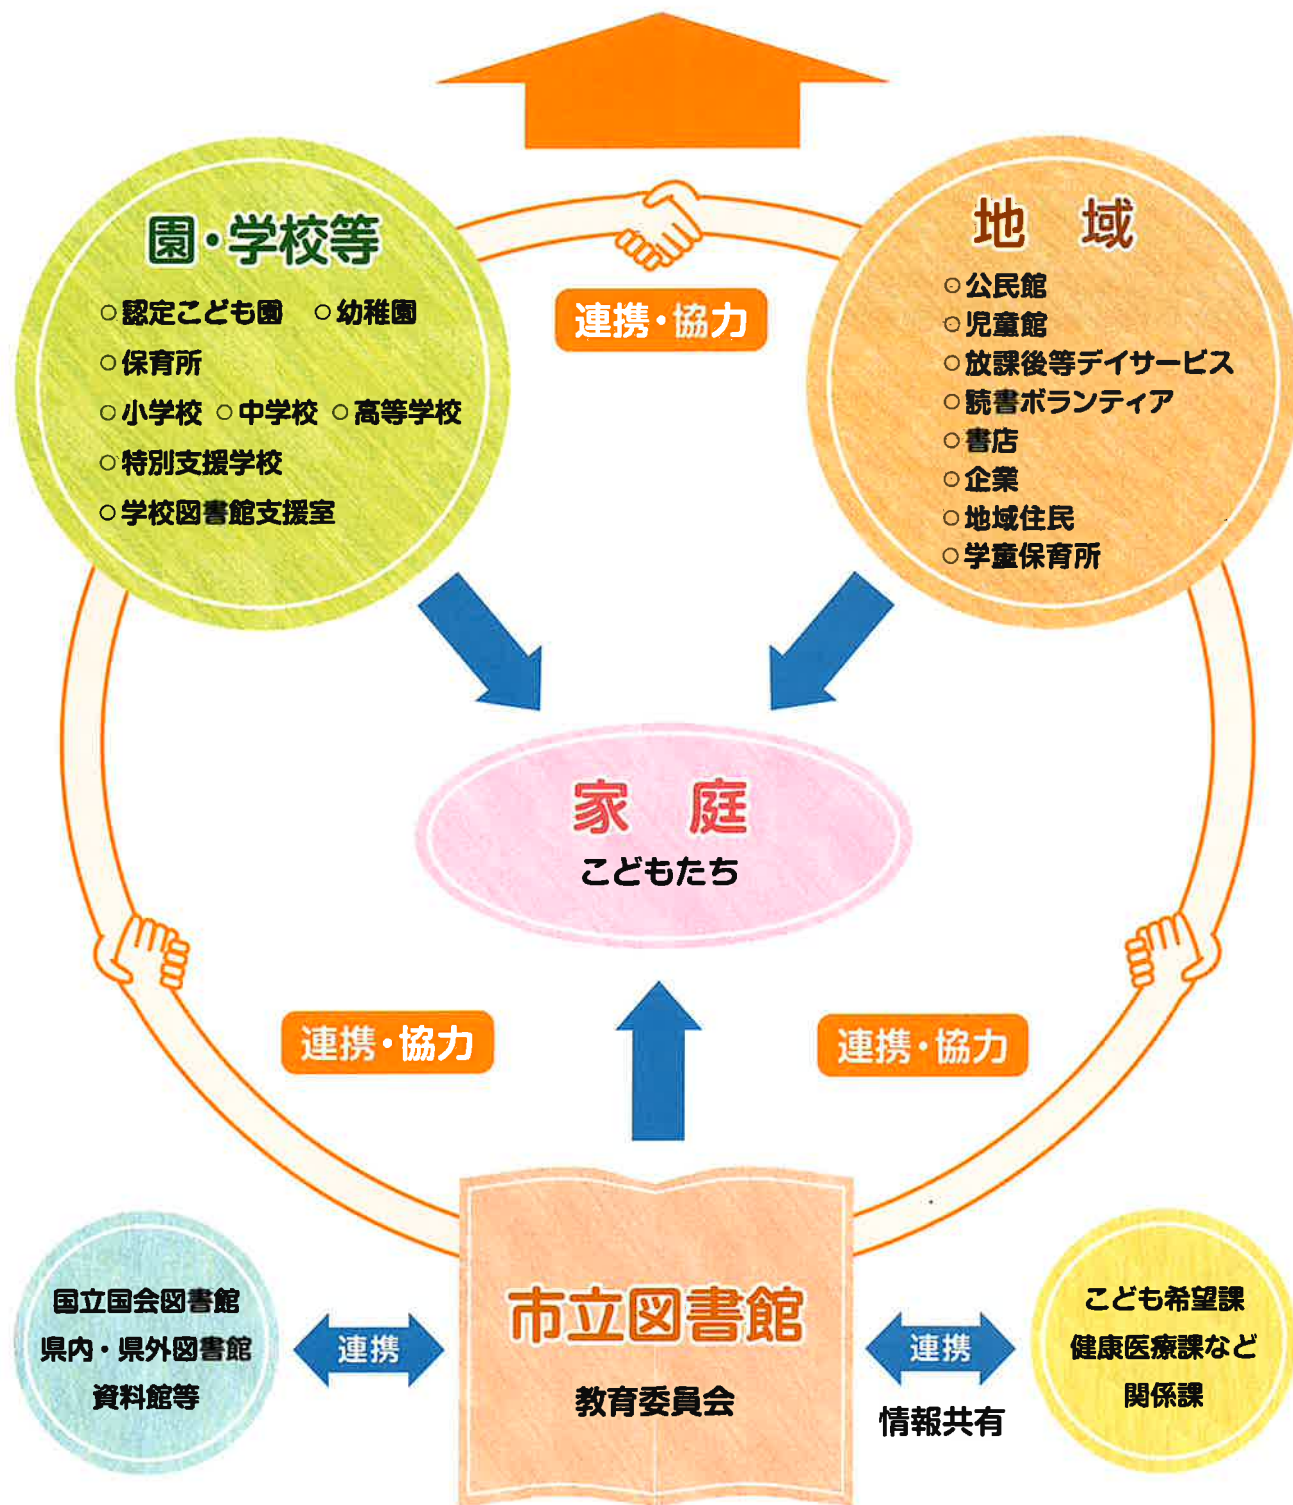 園・学校等
○認定こども園 ○幼稚園
○保育所
○小学校 ○中学校 ○高等学校
○特別支援学校
○学校図書館支援室
連携・協力
地 域
○公民館
○児童館
○放課後等デイサービス
○読書ボランティア
○書店
○企業
○地域住民
○学童保育所
家 庭
こどもたち
連携・協力
連携・協力
国立国会図書館
県内・県外図書館
資料館等
連携
市立図書館
教育委員会
連携
情報共有
こども希望課
健康医療課など
関係課